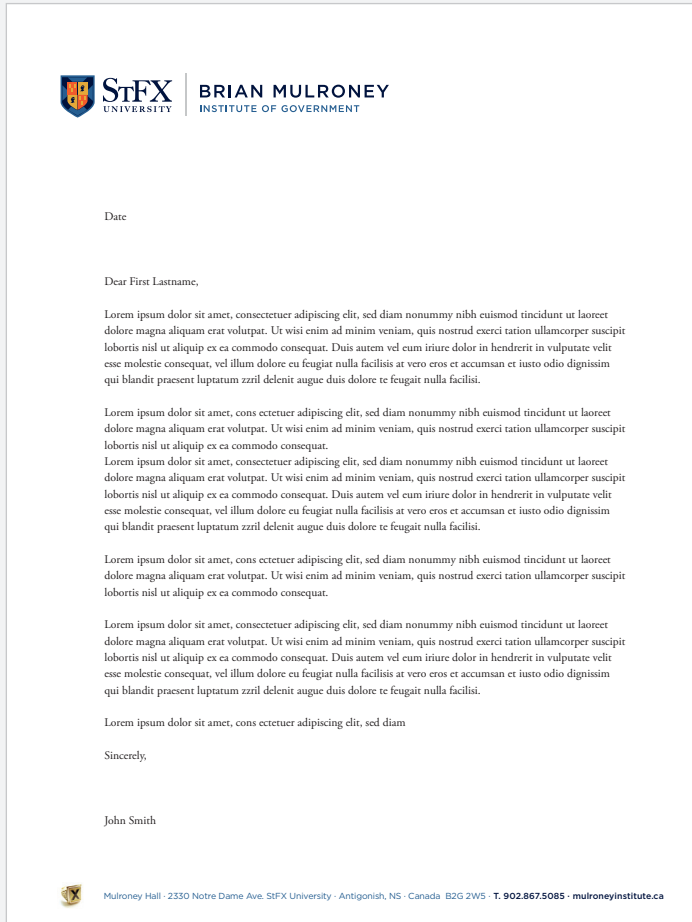 STFX
UNIVERSITY
BRIAN MULRONEY
INSTITUTE OF GOVERNMENT
Date
Dear First Lastname,
Lorem ipsum dolor sit amet, consectetuer adipiscing elit, sed diam nonummy nibh euismod tincidunt ut laoreet
dolore magna aliquam erat volutpat. Ut wisi enim ad minim veniam, quis nostrud exerci tation ullamcorper suscipit
lobortis nisl ut aliquip ex ea commodo consequat. Duis autem vel eum iriure dolor in hendrerit in vulputate velit
esse molestie consequat, vel illum dolore eu feugiat nulla facilisis at vero eros et accumsan et iusto odio dignissim
qui blandit praesent luptatum zzril delenit augue duis dolore te feugait nulla facilisi.
Lorem ipsum dolor sit amet, cons ectetuer adipiscing elit, sed diam nonummy nibh euismod tincidunt ut laoreet
dolore magna aliquam erat volutpat. Ut wisi enim ad minim veniam, quis nostrud exerci tation ullamcorper suscipit
lobortis nisl ut aliquip ex ea commodo consequat.
Lorem ipsum dolor sit amet, consectetuer adipiscing elit, sed diam nonummy nibh euismod tincidunt ut laoreet
dolore magna aliquam erat volutpat. Ut wisi enim ad minim veniam, quis nostrud exerci tation ullamcorper suscipit
lobortis nisl ut aliquip ex ea commodo consequat. Duis autem vel eum iriure dolor in hendrerit in vulputate velit
esse molestie consequat, vel illum dolore eu feugiat nulla facilisis at vero eros et accumsan et iusto odio dignissim
qui blandit praesent luptatum zzril delenit augue duis dolore te feugait nulla facilisi.
Lorem ipsum dolor sit amet, cons ectetuer adipiscing elit, sed diam nonummy nibh euismod tincidunt ut laoreet
dolore magna aliquam erat volutpat. Ut wisi enim ad minim veniam, quis nostrud exerci tation ullamcorper suscipit
lobortis nisl ut aliquip ex ea commodo consequat.
Lorem ipsum dolor sit amet, consectetuer adipiscing elit, sed diam nonummy nibh euismod tincidunt ut laoreet
dolore magna aliquam erat volutpat. Ut wisi enim ad minim veniam, quis nostrud exerci tation ullamcorper suscipit
lobortis nisl ut aliquip ex ea commodo consequat. Duis autem vel eum iriure dolor in hendrerit in vulputate velit
esse molestie consequat, vel illum dolore eu feugiat nulla facilisis at vero eros et accumsan et iusto odio dignissim
qui blandit praesent luptatum zzril delenit augue duis dolore te feugait nulla facilisi.
Lorem ipsum dolor sit amet, cons ectetuer adipiscing elit, sed diam
Sincerely,
John Smith
X
Mulroney Hall · 2330 Notre Dame Ave. StFX University · Antigonish, NS · Canada B2G 2W5 · T. 902.867.5085 · mulroneyinstitute.ca